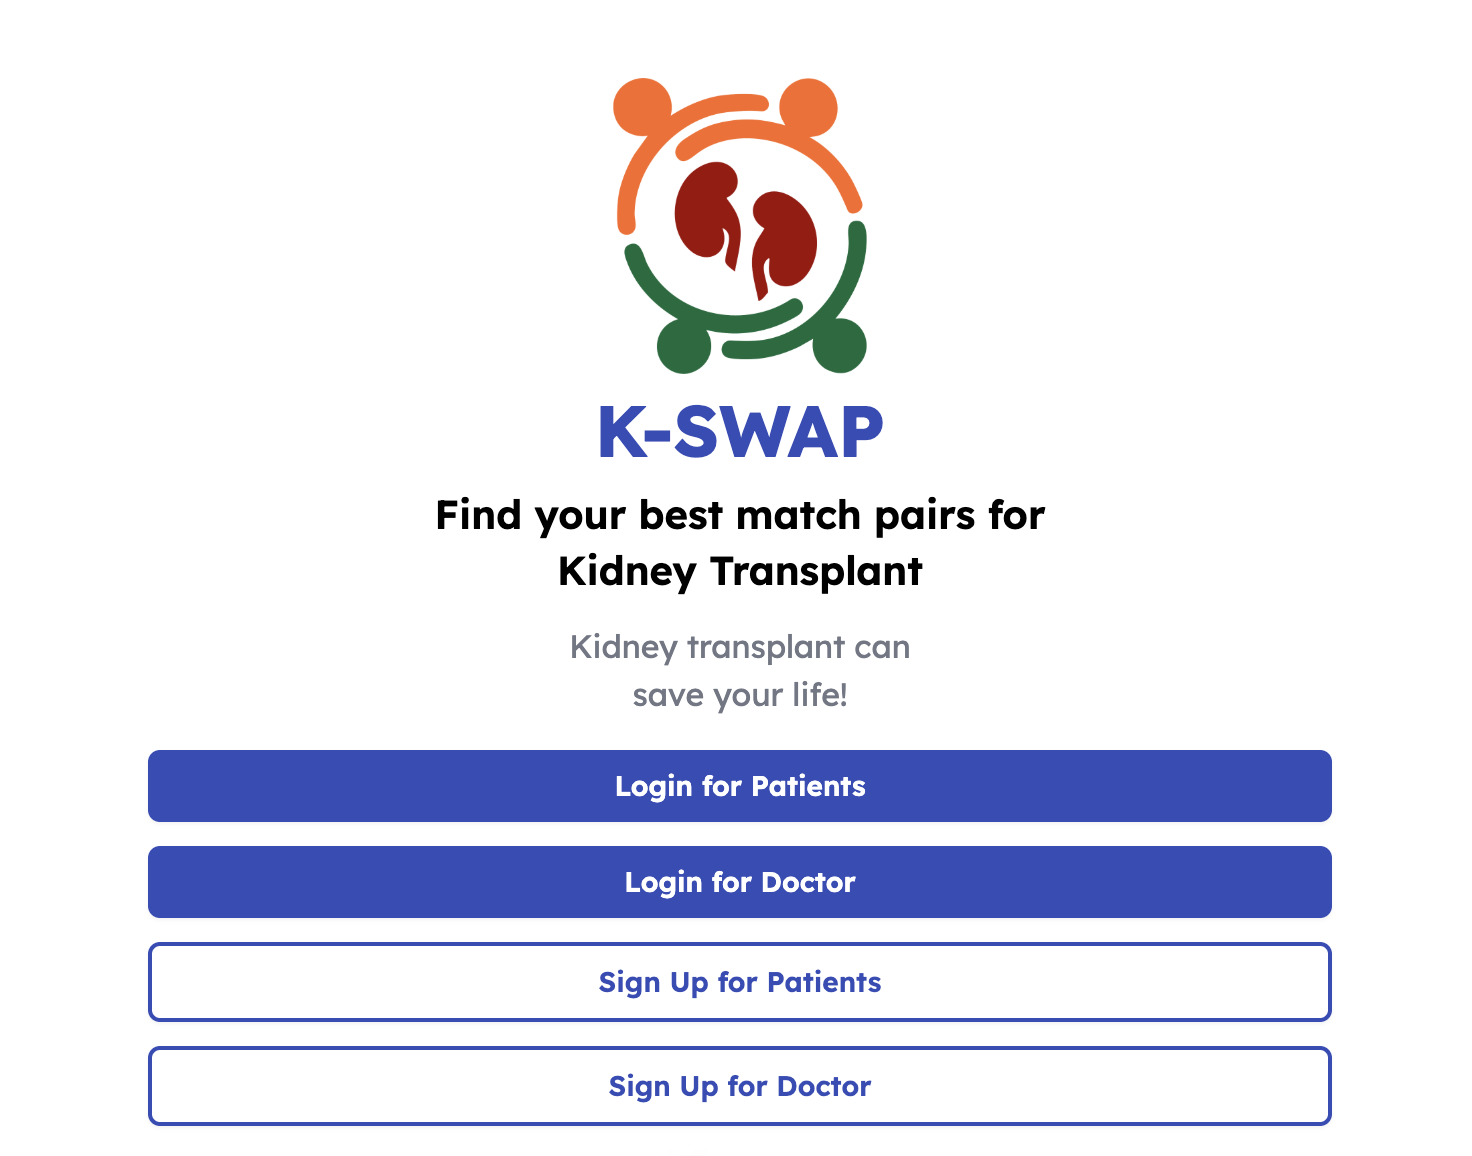 K-SWAP
Find your best match pairs for
Kidney Transplant
Kidney transplant can
save your life!
Login for Patients
Login for Doctor
Sign Up for Patients
Sign Up for Doctor